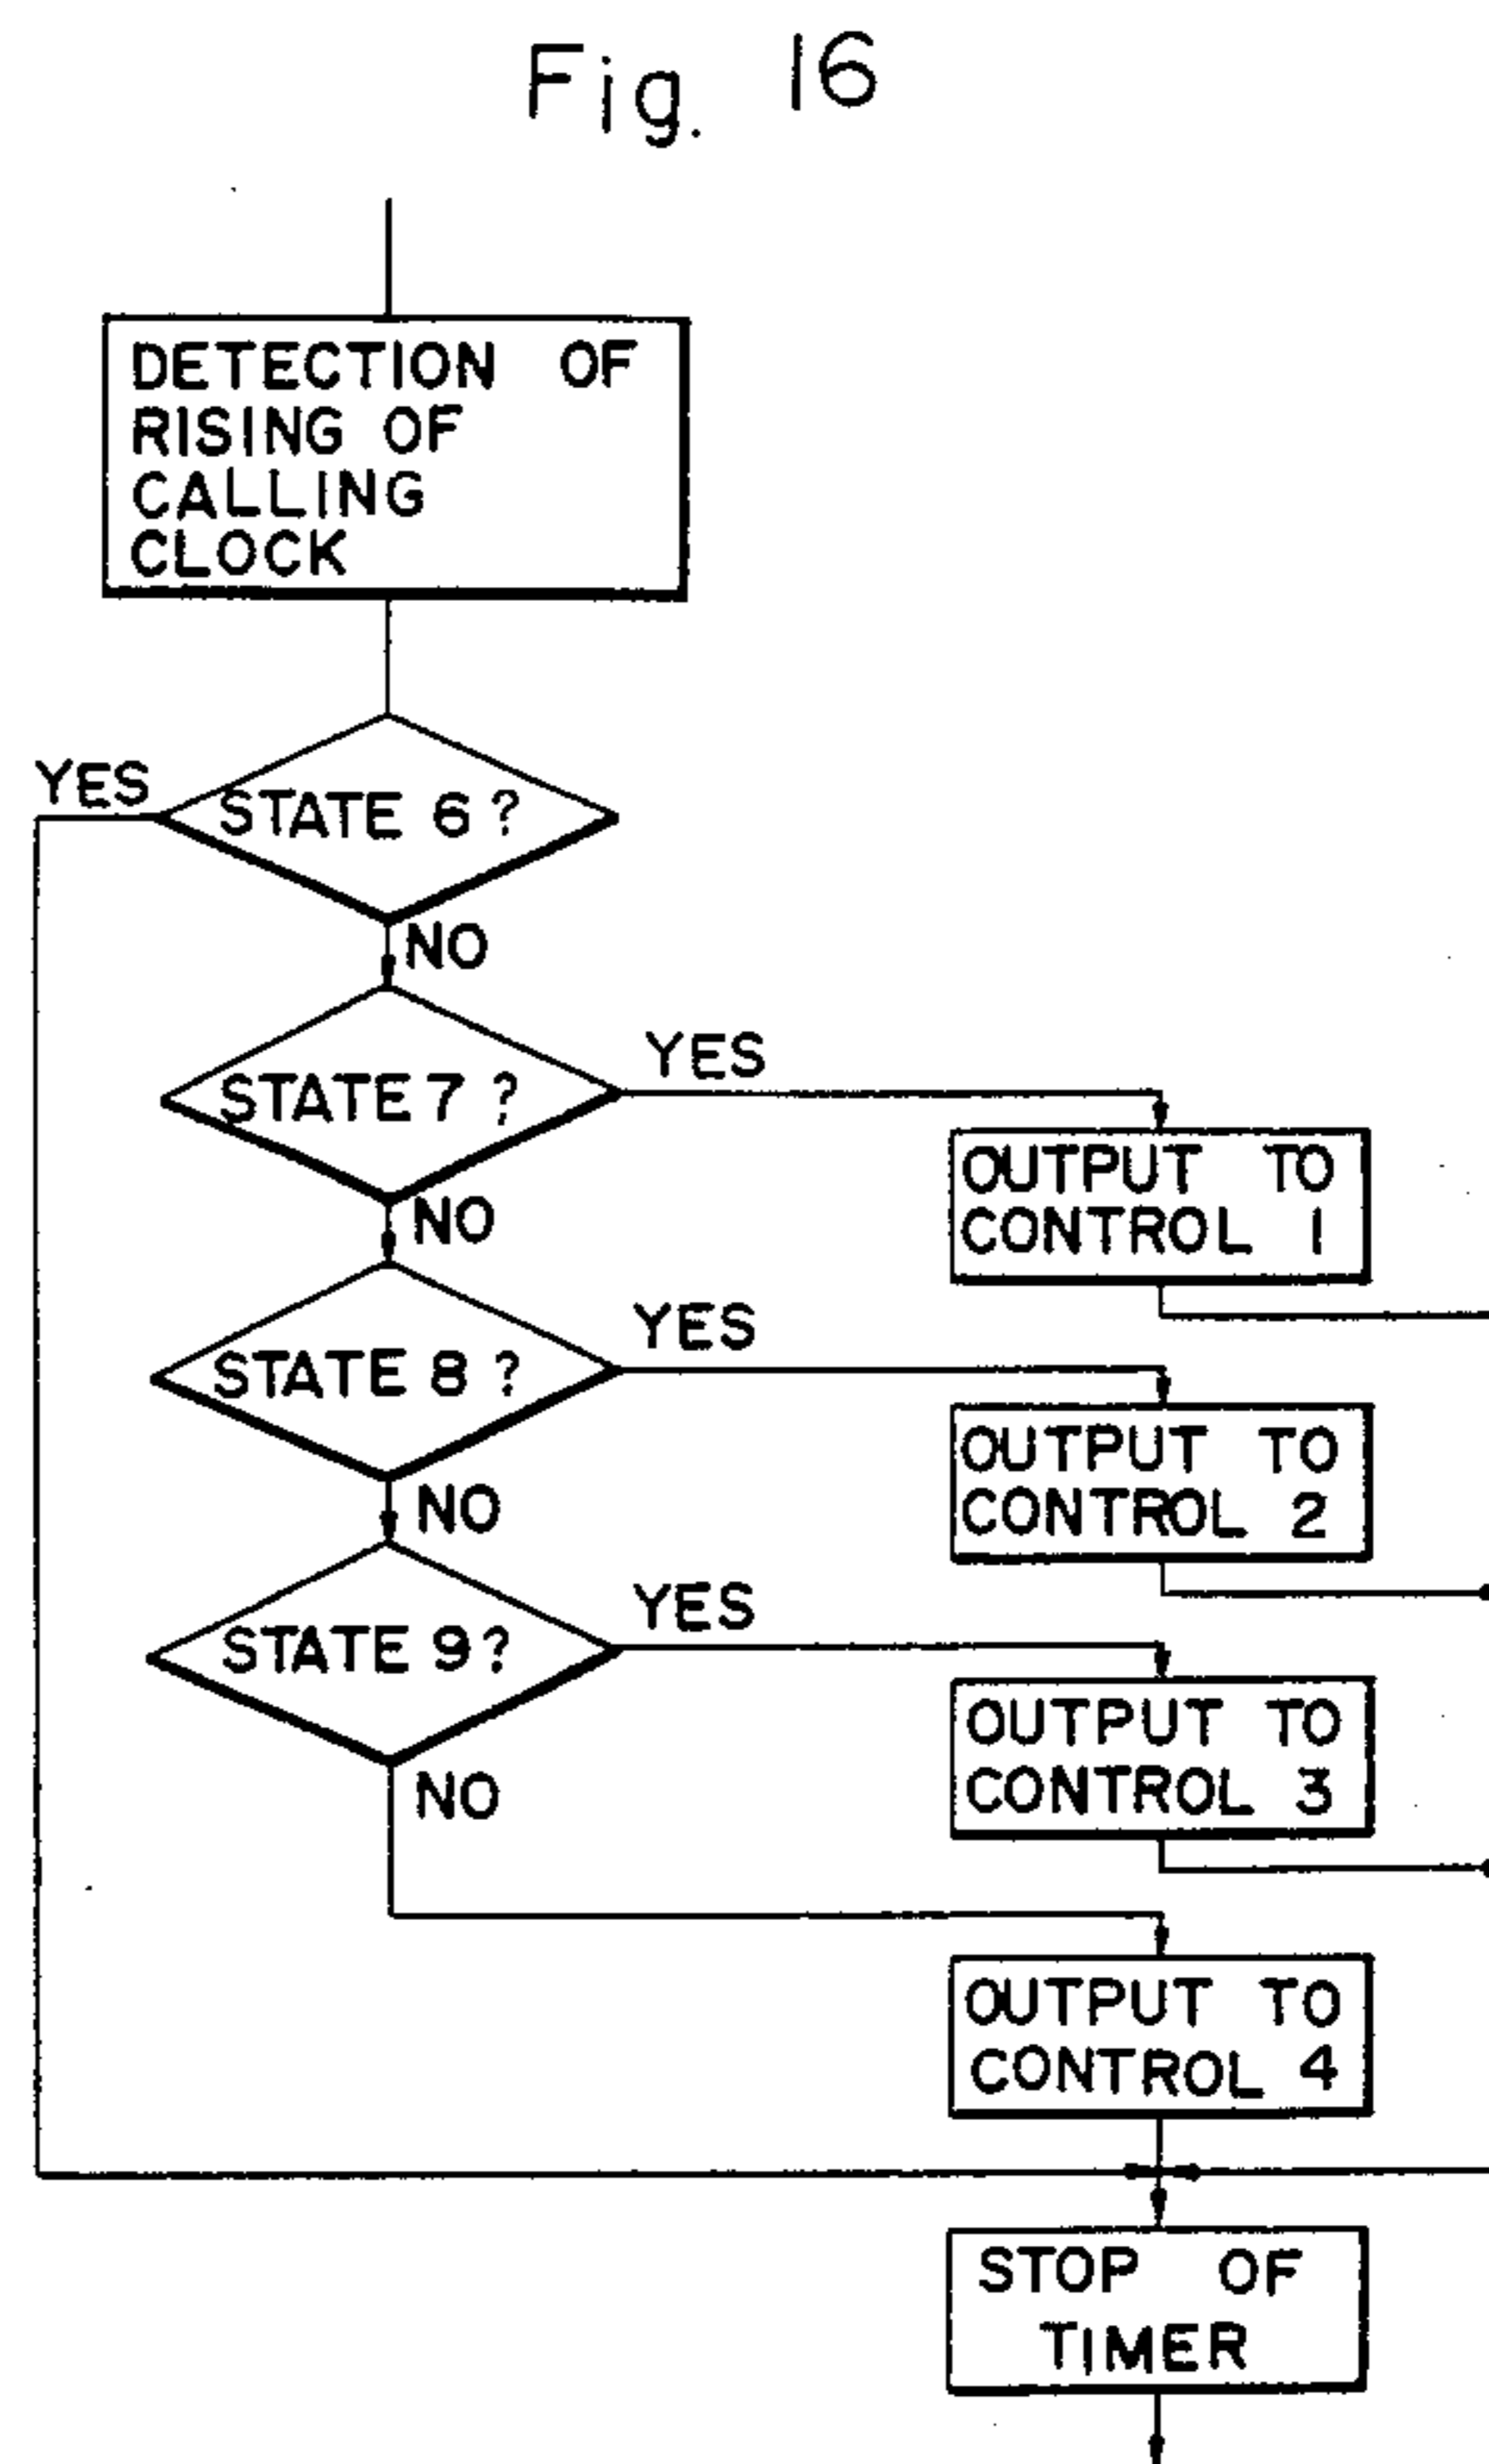 Fig. 16
DETECTION OF
RISING OF
CALLING
CLOCK
YES
STATE 6 ?
NO
STATE 7 ?
YES
OUTPUT TO
CONTROL 1
NO
STATE 8 ?
YES
OUTPUT TO
CONTROL 2
NO
STATE 9 ?
YES
OUTPUT TO
CONTROL 3
NO
OUTPUT TO
CONTROL 4
STOP OF
TIMER